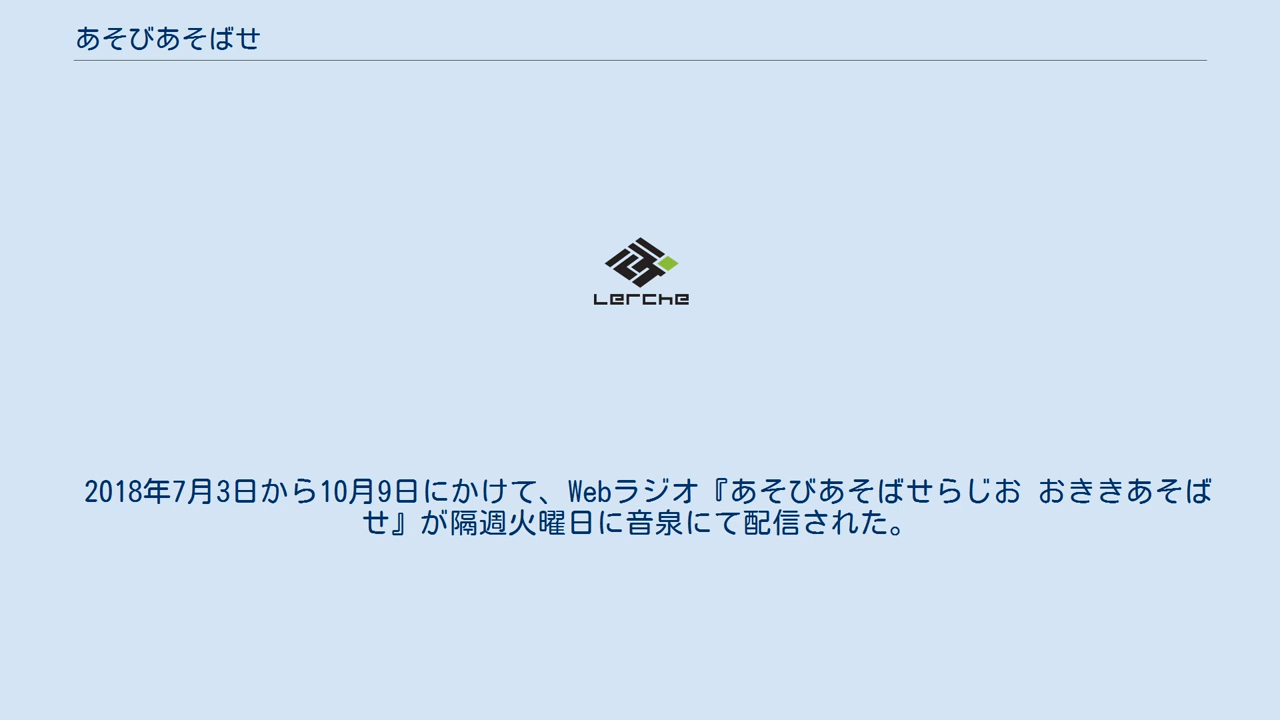 あそびあそばせ
Lerche
2018年7月3日から10月9日にかけて、Webラジオ『あそびあそばせらじお おききあそば
せ』が隔週火曜日に音泉にて配信された。